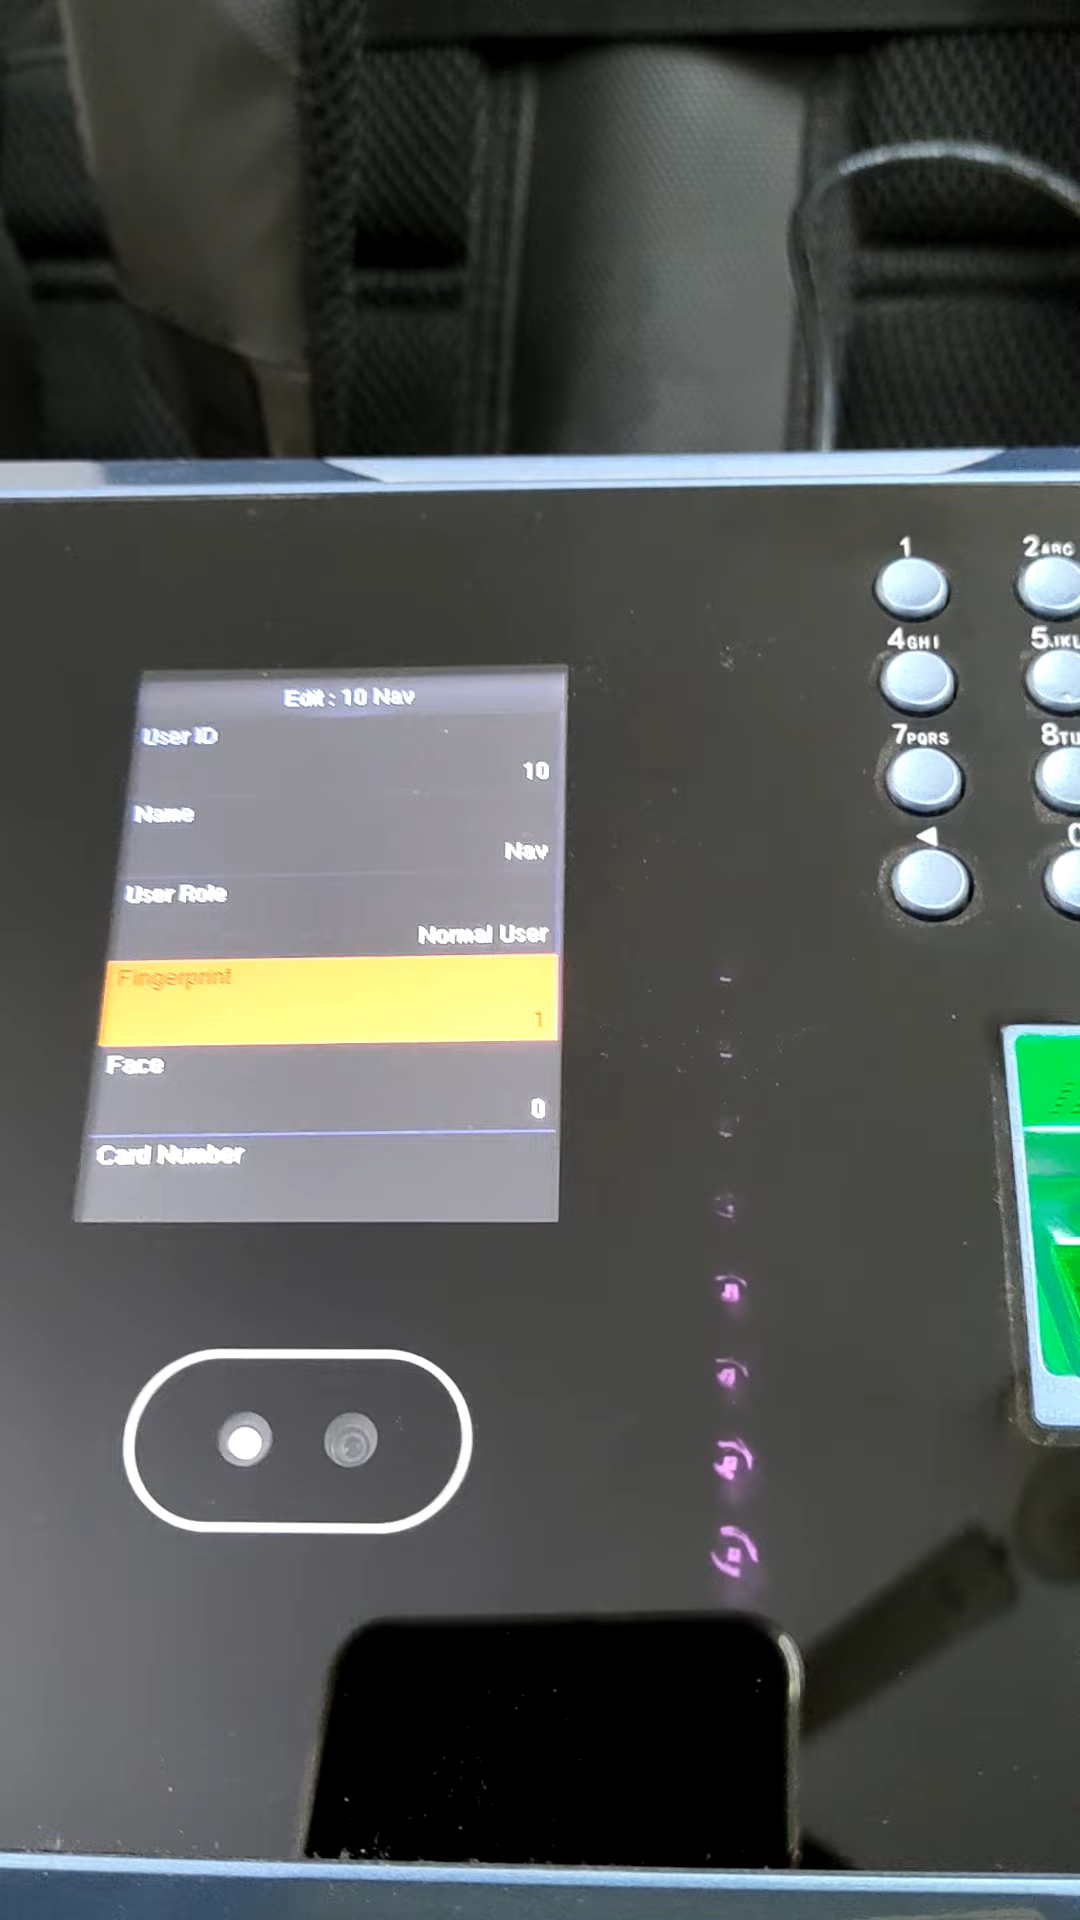 Edit : 10 Nav
User ID
10
Name
Nav
User Role
Normal User
Fingerprint
1
Face
0
Card Number
1
2ABC
4GHI
5JKL
7PQRS
8TU
◀